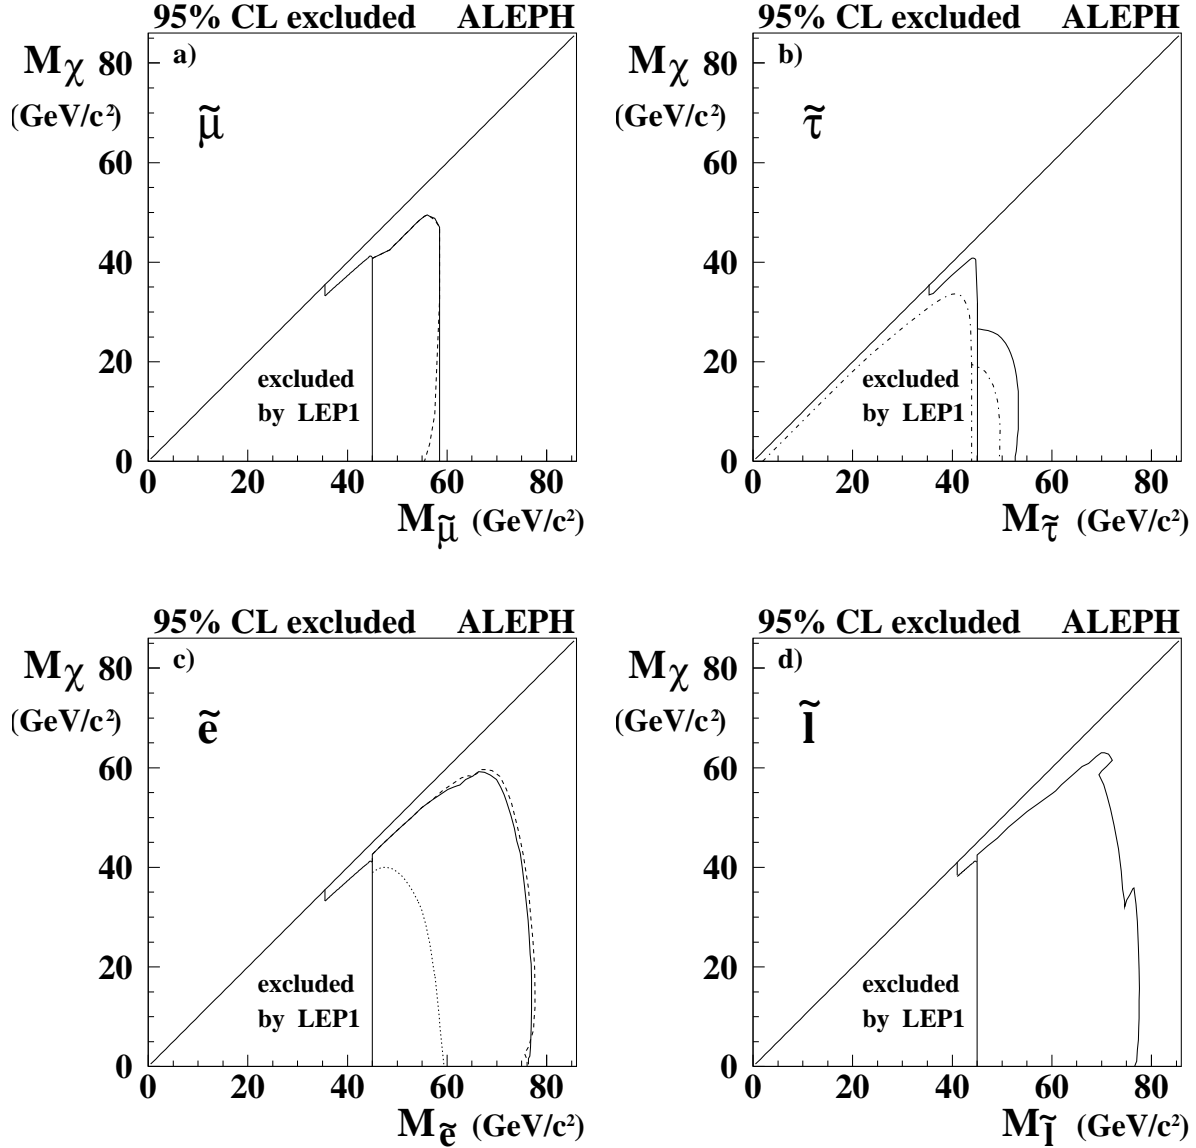 95% CL excluded ALEPH
Mχ 80 a)
(GeV/c²)
μ̃
60
40
20 excluded
by LEP1
0
0 20 40 60 80
M μ̃ (GeV/c²)
95% CL excluded ALEPH
Mχ 80 b)
(GeV/c²)
τ̃
60
40
20 excluded
by LEP1
0
0 20 40 60 80
M τ̃ (GeV/c²)
95% CL excluded ALEPH
Mχ 80 c)
(GeV/c²)
ẽ
60
40
20 excluded
by LEP1
0
0 20 40 60 80
M ẽ (GeV/c²)
95% CL excluded ALEPH
Mχ 80 d)
(GeV/c²)
l̃
60
40
20 excluded
by LEP1
0
0 20 40 60 80
M l̃ (GeV/c²)